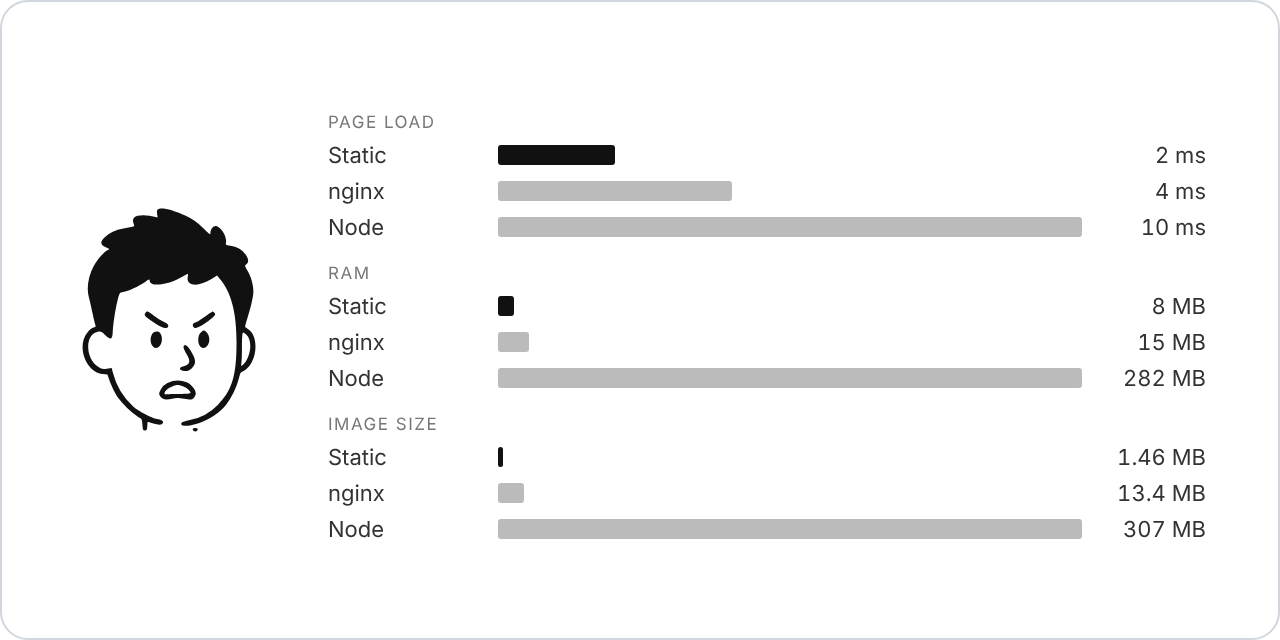 PAGE LOAD
Static 2 ms
nginx 4 ms
Node 10 ms
RAM
Static 8 MB
nginx 15 MB
Node 282 MB
IMAGE SIZE
Static 1.46 MB
nginx 13.4 MB
Node 307 MB